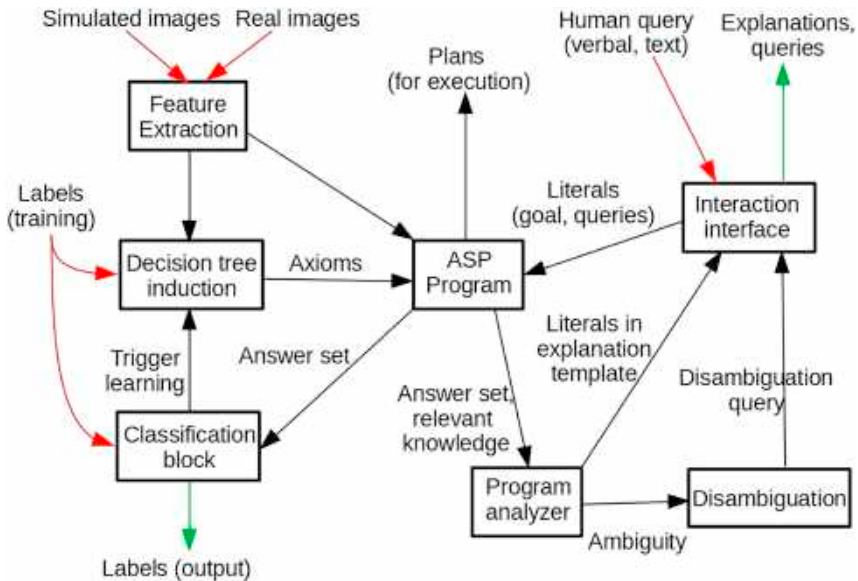 Simulated images
Real images
Human query
(verbal, text)
Explanations,
queries
Plans
(for execution)
Feature
Extraction
Labels
(training)
Literals
(goal, queries)
Interaction
interface
Decision tree
induction
Axioms
ASP
Program
Trigger
learning
Answer set
Literals in
explanation
template
Disambiguation
query
Answer set,
relevant
knowledge
Classification
block
Program
analyzer
Disambiguation
Ambiguity
Labels (output)